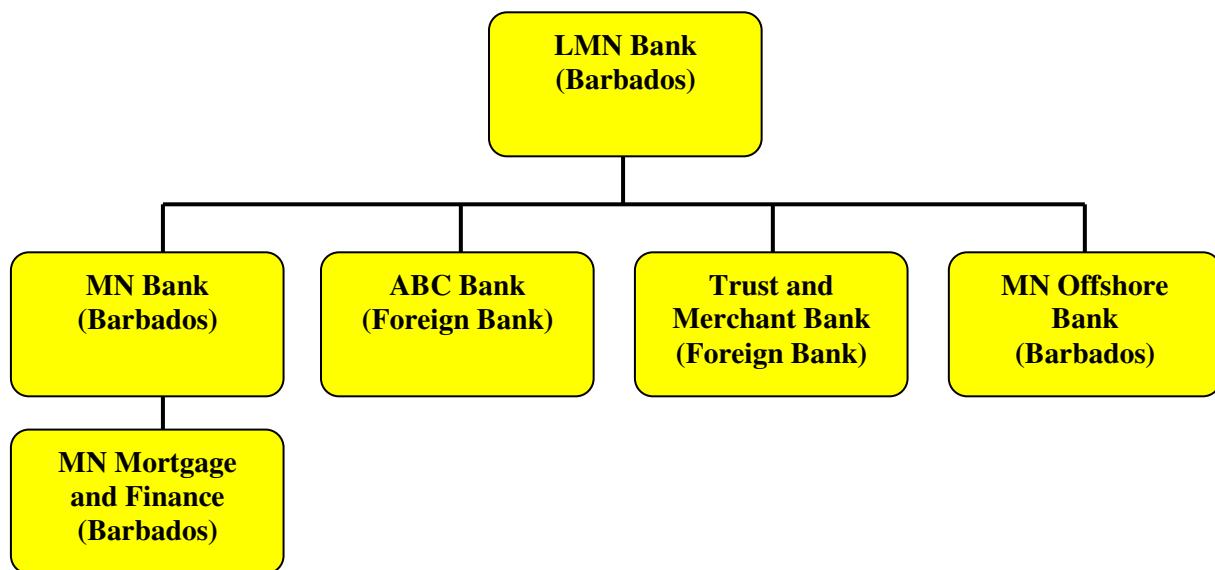 LMN Bank
(Barbados)
MN Bank
(Barbados)
ABC Bank
(Foreign Bank)
Trust and
Merchant Bank
(Foreign Bank)
MN Offshore
Bank
(Barbados)
MN Mortgage
and Finance
(Barbados)